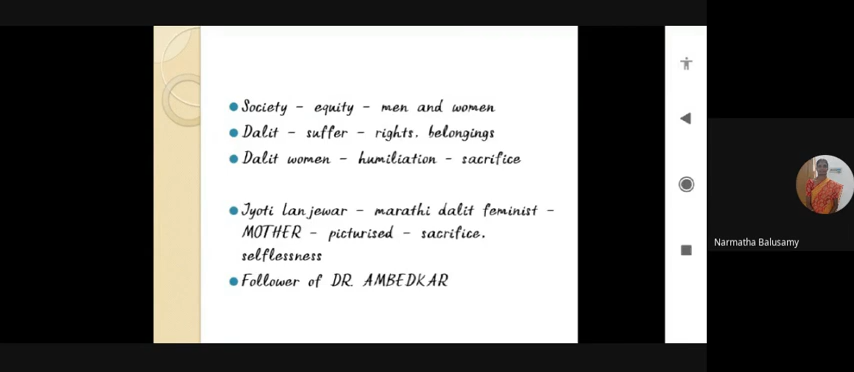 Society - equity - men and women
Dalit - suffer - rights. belongings
Dalit women - humiliation - sacrifice
Jyoti Lanjewar - marathi dalit feminist -
MOTHER - picturised - sacrifice.
selflessness
Follower of DR. AMBEDKAR
Narmatha Balusamy